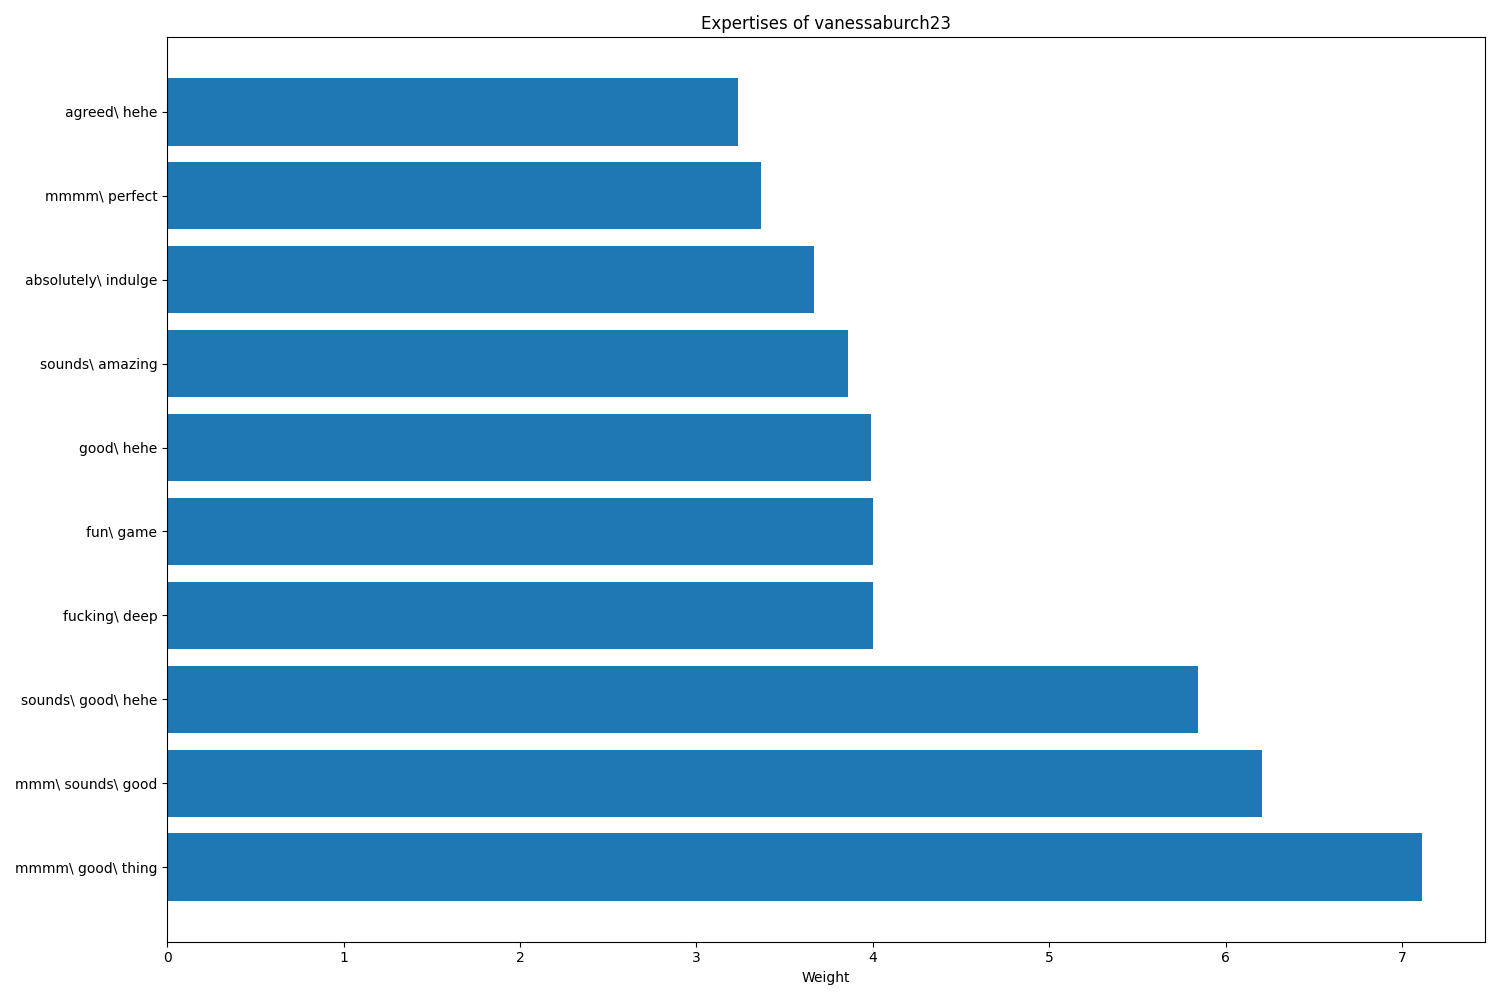 Expertises of vanessaburch23
agreed\ hehe
mmmm\ perfect
absolutely\ indulge
sounds\ amazing
good\ hehe
fun\ game
fucking\ deep
sounds\ good\ hehe
mmm\ sounds\ good
mmmm\ good\ thing
0 1 2 3 4 5 6 7
Weight